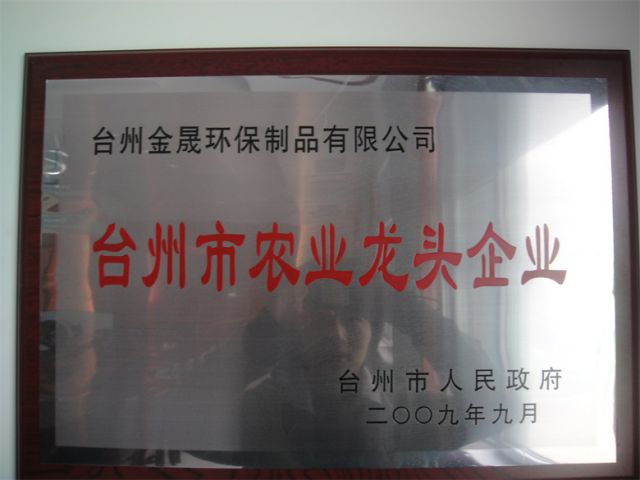 台州金晟环保制品有限公司
台州市农业龙头企业
台州市人民政府
二〇〇九年九月